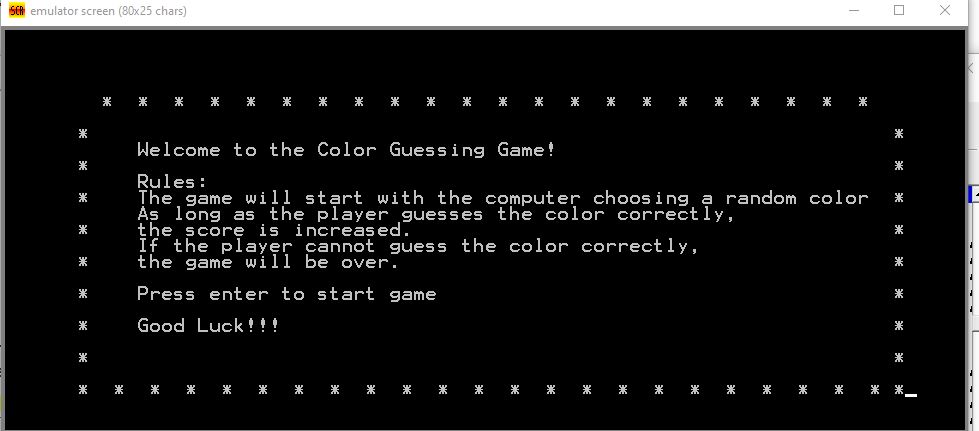 SCR emulator screen (80x25 chars)
* * * * * * * * * * * * * * * * * * * * * *
* *
Welcome to the Color Guessing Game!
* *
Rules:
* The game will start with the computer choosing a random color *
As long as the player guesses the color correctly,
* the score is increased. *
If the player cannot guess the color correctly,
* the game will be over. *
* Press enter to start game *
* Good Luck!!! *
* *
* * * * * * * * * * * * * * * * * * * * * * * *_